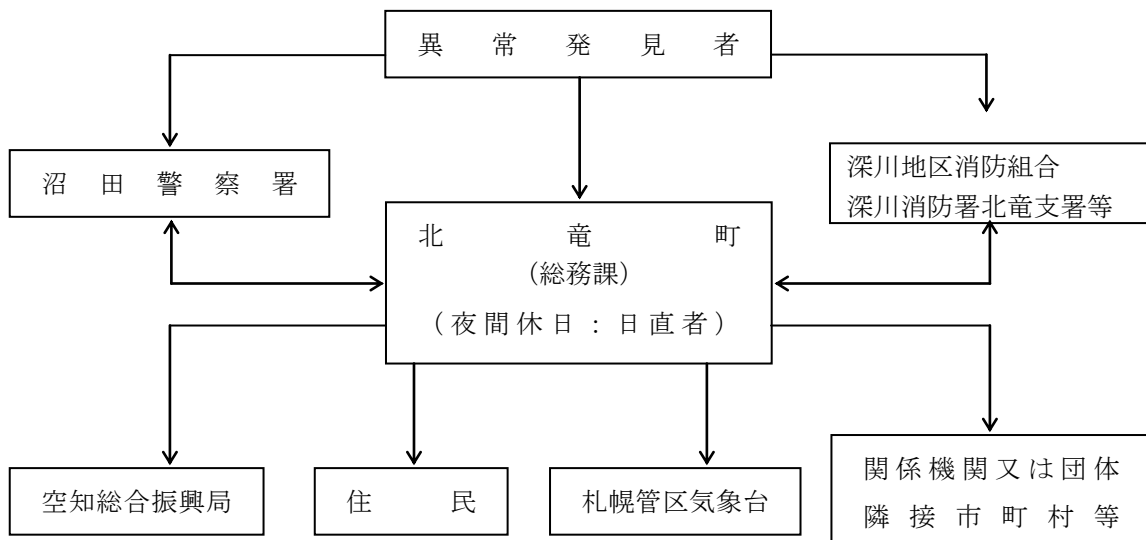 異常発見者
沼田警察署
深川地区消防組合
深川消防署北竜支署等
北竜町
（総務課）
（夜間休日：日直者）
空知総合振興局
住民
札幌管区気象台
関係機関又は団体
隣接市町村等